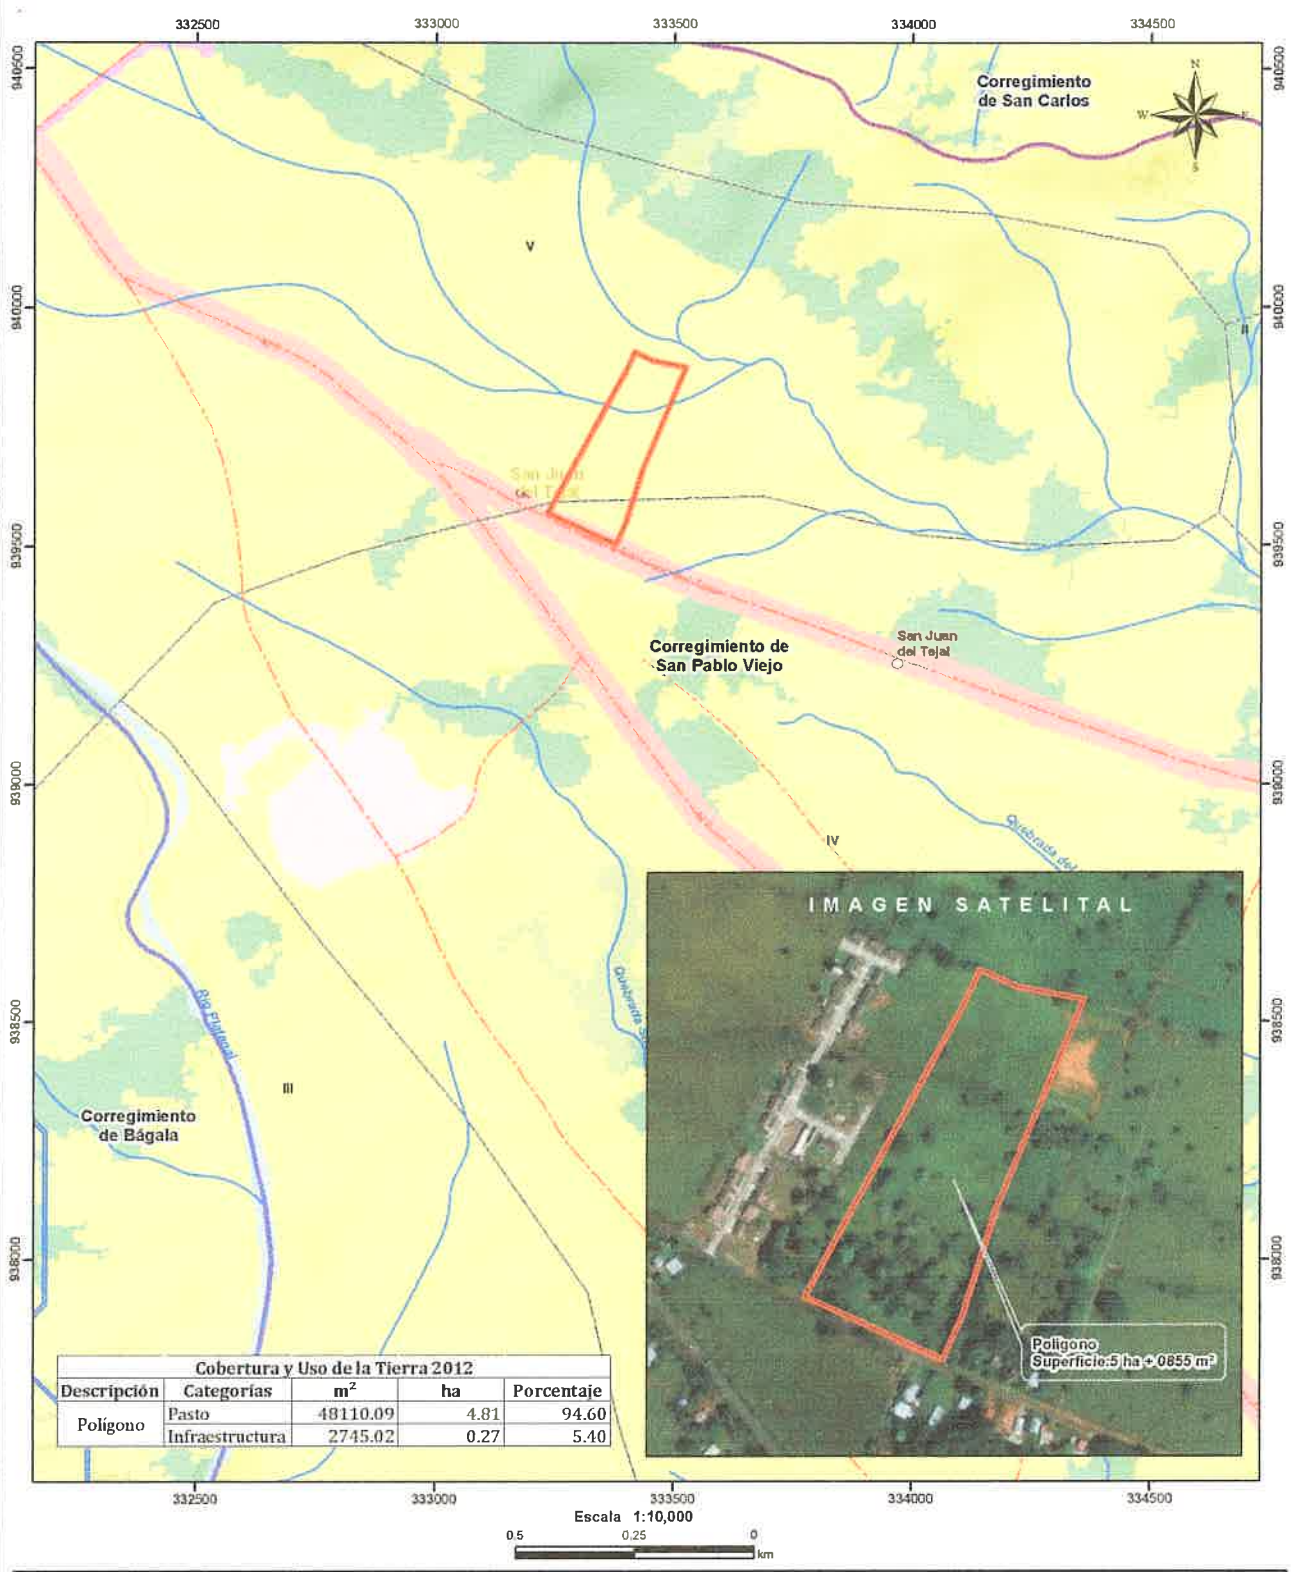 332500 333000 333500 334000 334500
940500 940500
Corregimiento
de San Carlos
N
W E
S
V
940000 940000
II
San Juan
del Tejal
939500 939500
Corregimiento de
San Pablo Viejo
San Juan
del Tejal
939000 939000
IV
Quebrada del
IMAGEN SATELITAL
938500 938500
Quebrada S
Río Platanal
III
Corregimiento
de Bágala
938000 938000
Polígono
Superficie:5 ha + 0855 m²
Cobertura y Uso de la Tierra 2012
Descripción Categorías m² ha Porcentaje
Polígono
Pasto 48110.09 4.81 94.60
Infraestructura 2745.02 0.27 5.40
332500 333000 333500 334000 334500
Escala 1:10,000
0.5 0.25 0
km